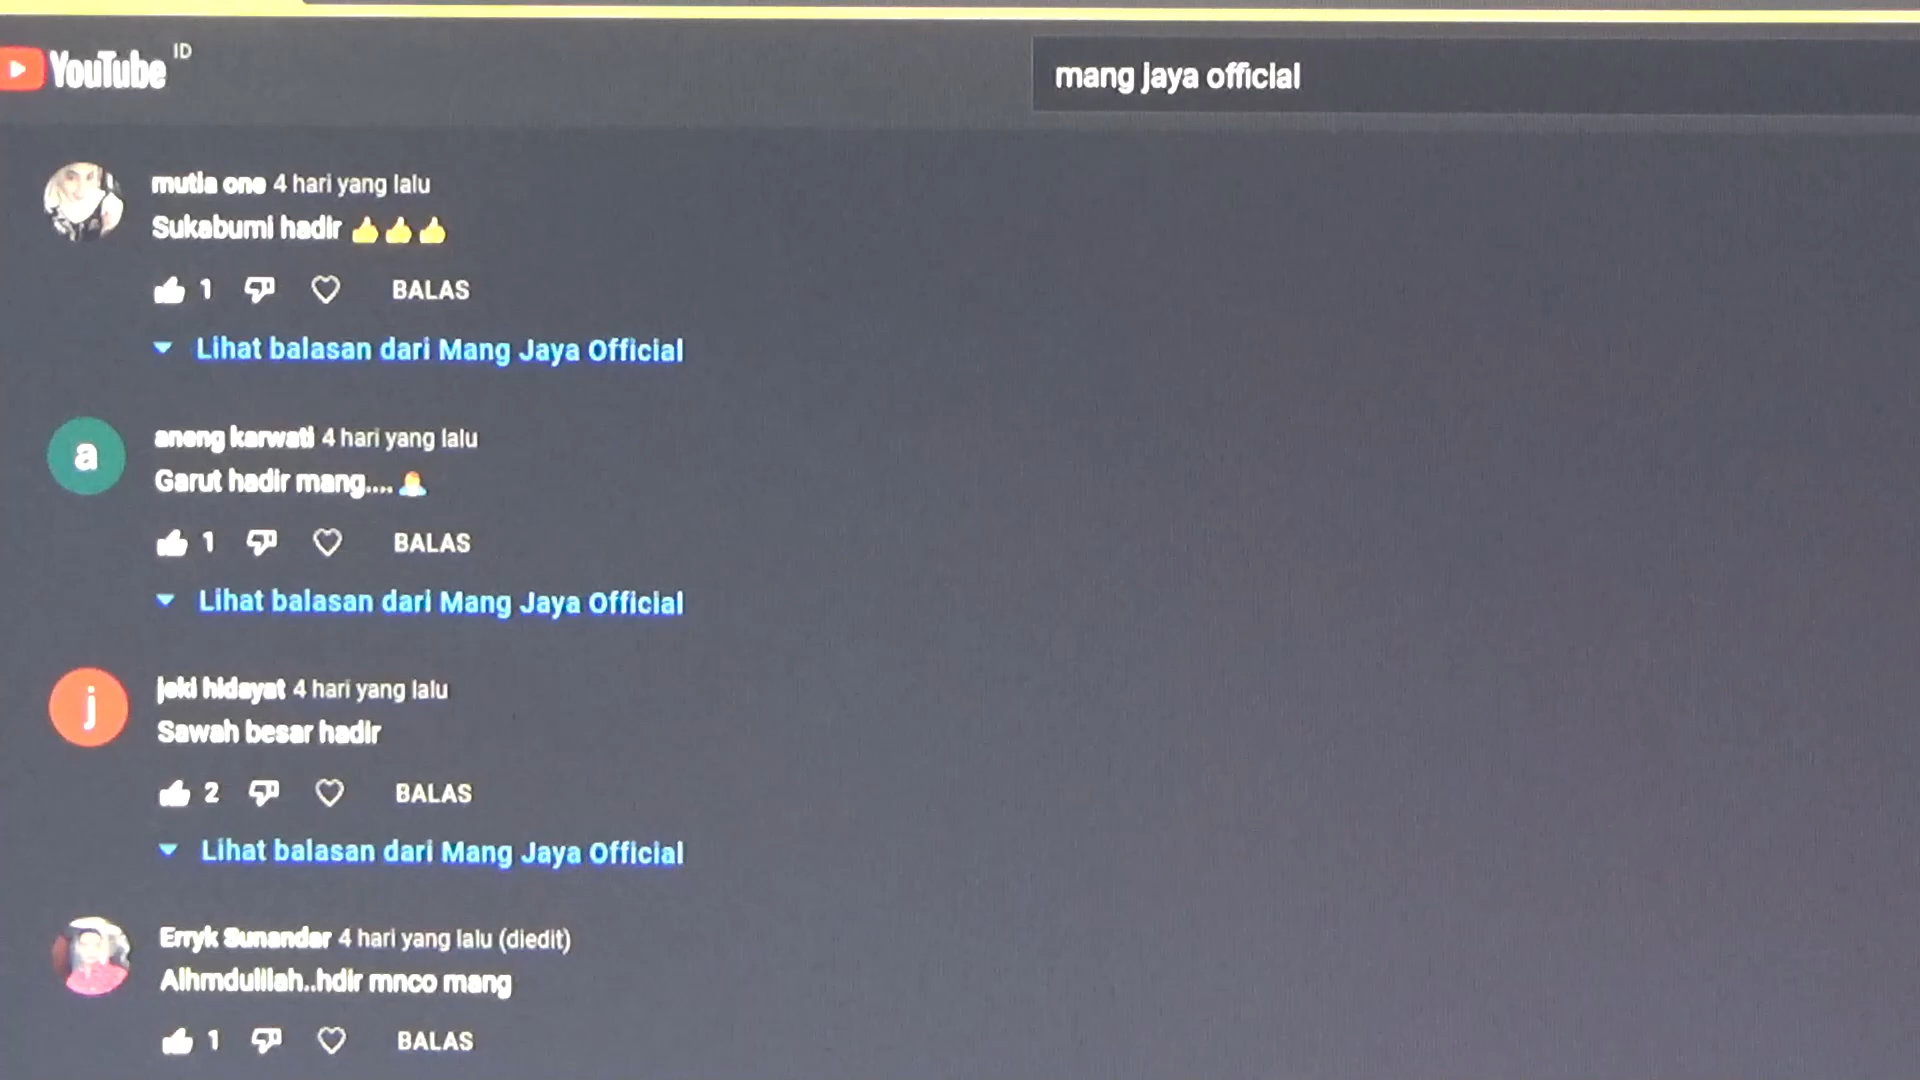 YouTube ID
mang jaya official
mutia one 4 hari yang lalu
Sukabumi hadir 👍👍👍
1 BALAS
Lihat balasan dari Mang Jaya Official
a
aneng karwati 4 hari yang lalu
Garut hadir mang....
1 BALAS
Lihat balasan dari Mang Jaya Official
j
joki hidayat 4 hari yang lalu
Sawah besar hadir
2 BALAS
Lihat balasan dari Mang Jaya Official
Erryk Sunandar 4 hari yang lalu (diedit)
Alhmdulillah..hdir mnco mang
1 BALAS